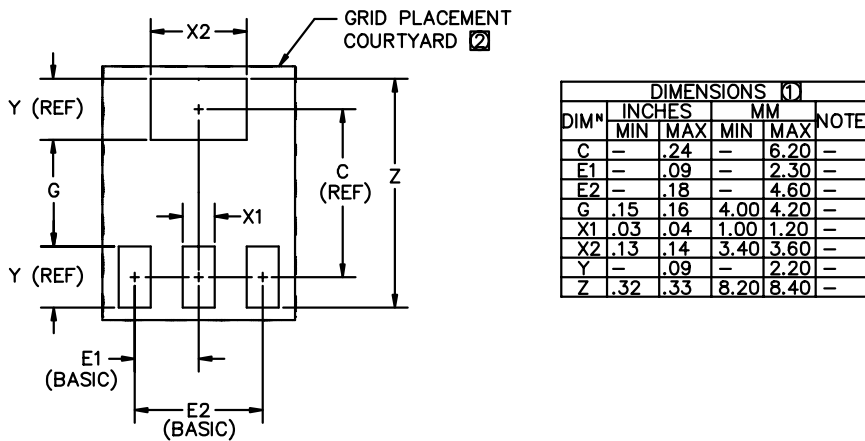 GRID PLACEMENT
COURTYARD 2
X2
Y (REF)
G
C
(REF)
Z
X1
Y (REF)
E1
(BASIC)
E2
(BASIC)
DIMENSIONS 1
DIM" INCHES MM NOTE
MIN MAX MIN MAX
C – .24 – 6.20 –
E1 – .09 – 2.30 –
E2 – .18 – 4.60 –
G .15 .16 4.00 4.20 –
X1 .03 .04 1.00 1.20 –
X2 .13 .14 3.40 3.60 –
Y – .09 – 2.20 –
Z .32 .33 8.20 8.40 –